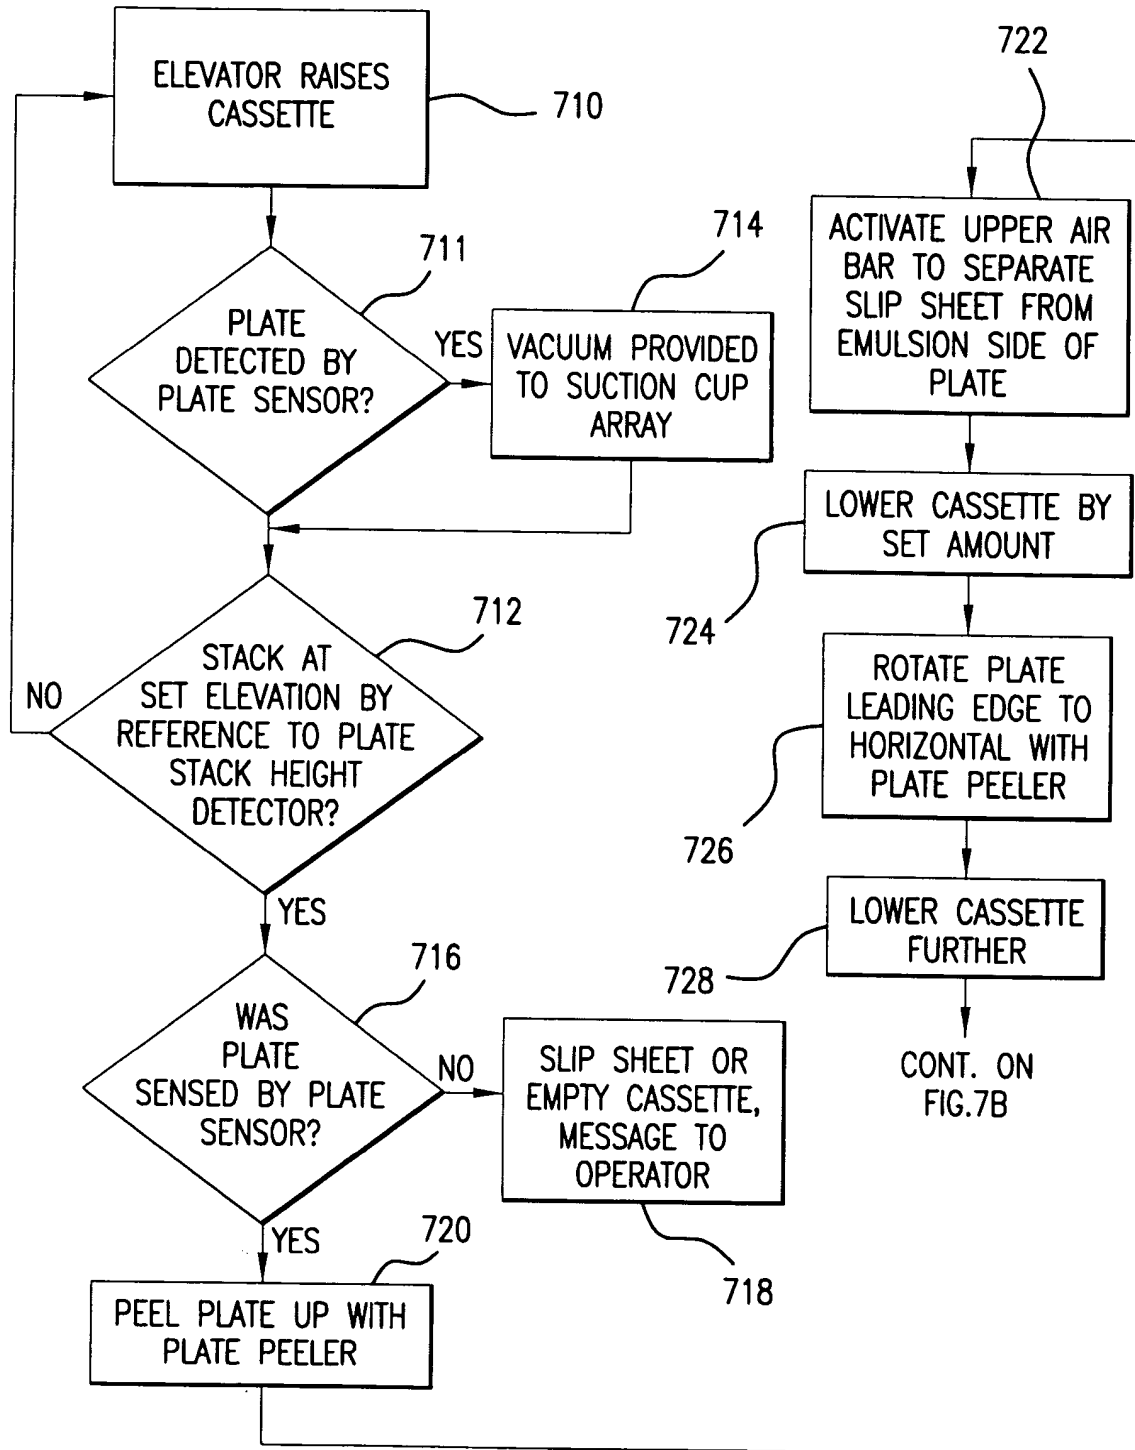 ELEVATOR RAISES
CASSETTE
710
711
PLATE
DETECTED BY
PLATE SENSOR?
YES
714
VACUUM PROVIDED
TO SUCTION CUP
ARRAY
712
STACK AT
SET ELEVATION BY
REFERENCE TO PLATE
STACK HEIGHT
DETECTOR?
NO
YES
716
WAS
PLATE
SENSED BY PLATE
SENSOR?
NO
SLIP SHEET OR
EMPTY CASSETTE,
MESSAGE TO
OPERATOR
718
YES
720
PEEL PLATE UP WITH
PLATE PEELER
722
ACTIVATE UPPER AIR
BAR TO SEPARATE
SLIP SHEET FROM
EMULSION SIDE OF
PLATE
LOWER CASSETTE BY
SET AMOUNT
724
ROTATE PLATE
LEADING EDGE TO
HORIZONTAL WITH
PLATE PEELER
726
LOWER CASSETTE
FURTHER
728
CONT. ON
FIG.7B